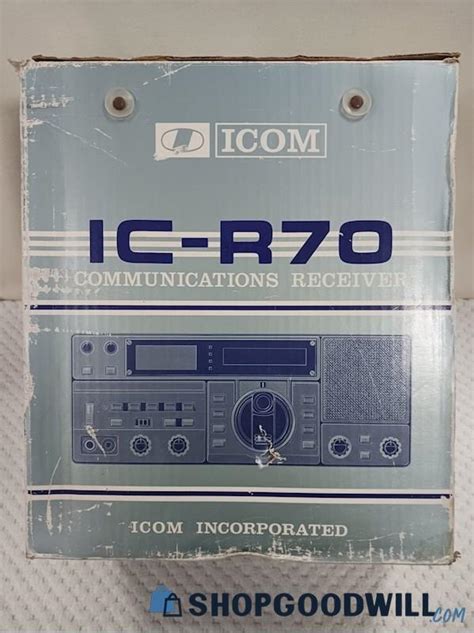 ICOM
IC-R70
COMMUNICATIONS RECEIVER
ICOM INCORPORATED
SHOPGOODWILL.com